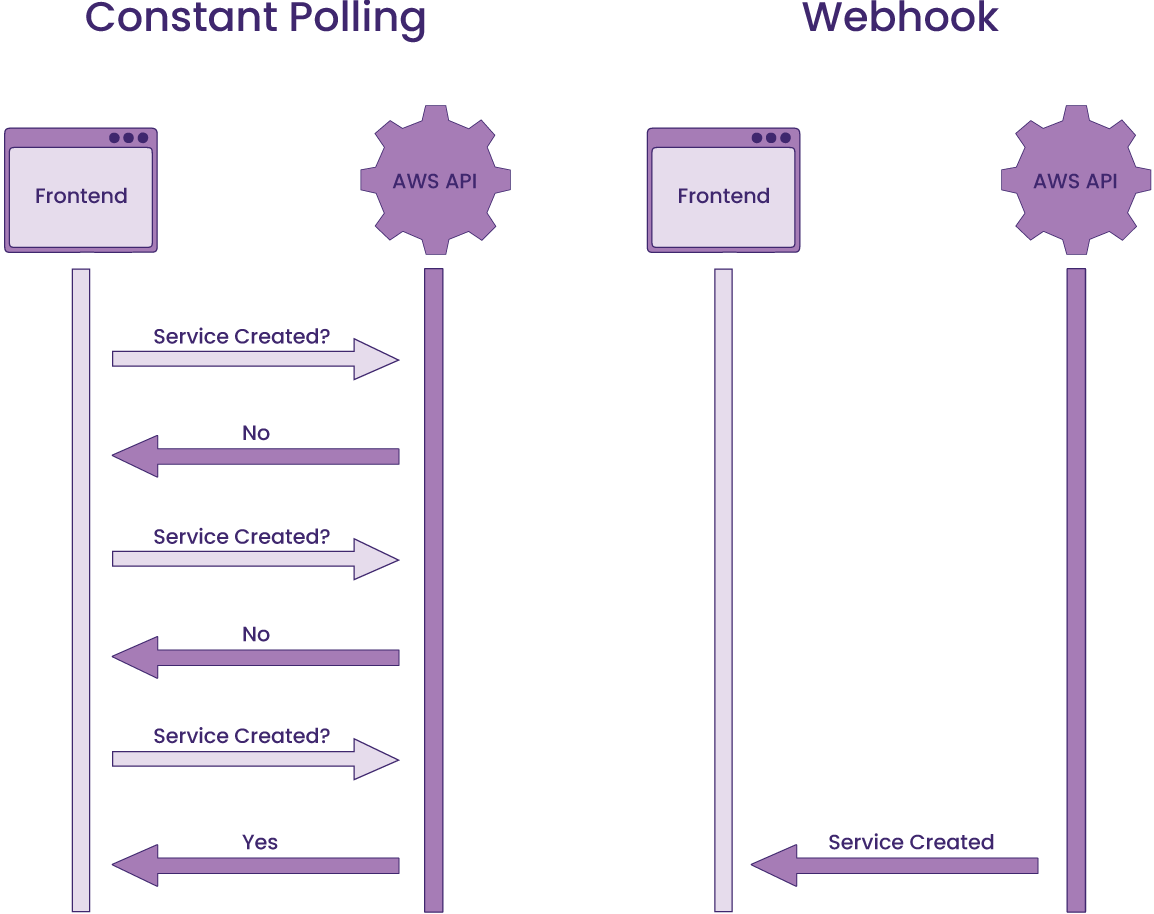 Constant Polling
Webhook
Frontend
AWS API
Frontend
AWS API
Service Created?
No
Service Created?
No
Service Created?
Yes
Service Created